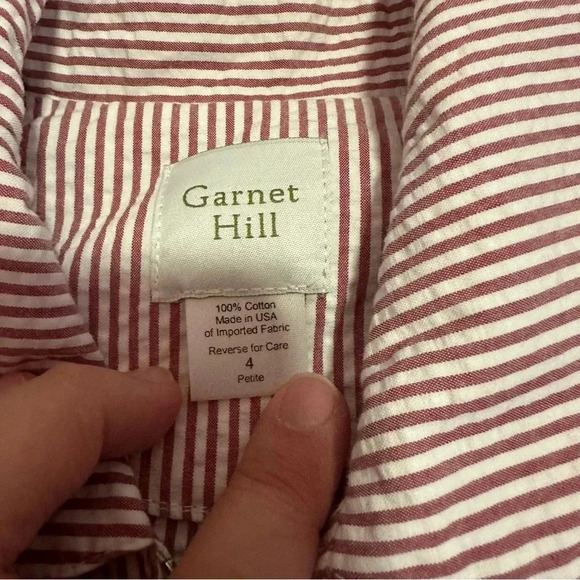 Garnet
Hill
100% Cotton
Made in USA
of Imported Fabric
Reverse for Care
4
Petite